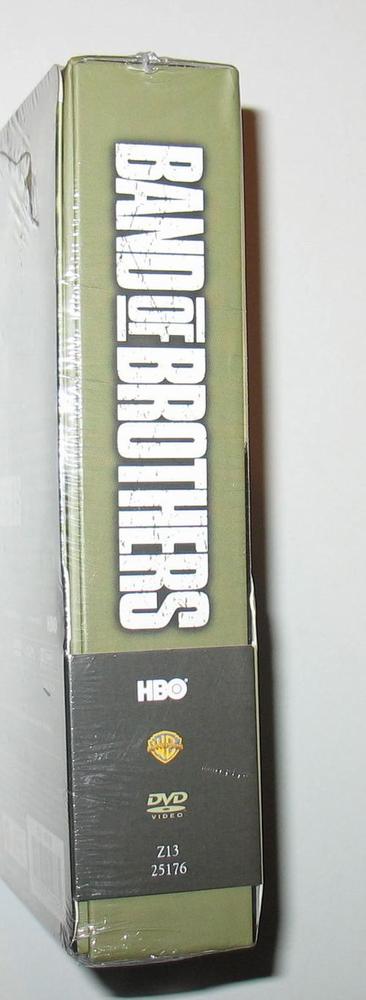 BAND OF BROTHERS
HBO
DVD
VIDEO
Z13
25176